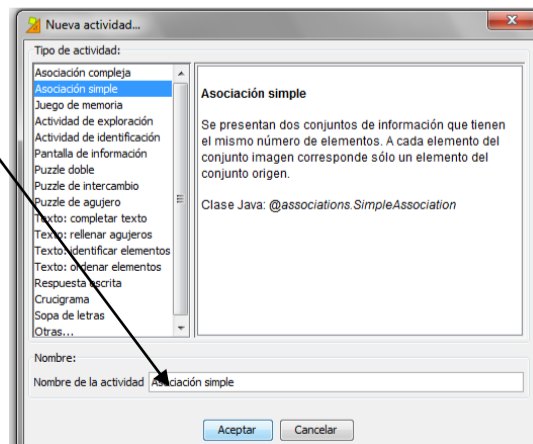 Nueva actividad...
Tipo de actividad:
Asociación compleja
Asociación simple
Juego de memoria
Actividad de exploración
Actividad de identificación
Pantalla de información
Puzzle doble
Puzzle de intercambio
Puzzle de agujero
Texto: completar texto
Texto: rellenar agujeros
Texto: identificar elementos
Texto: ordenar elementos
Respuesta escrita
Crucigrama
Sopa de letras
Otras...
Asociación simple
Se presentan dos conjuntos de información que tienen
el mismo número de elementos. A cada elemento del
conjunto imagen corresponde sólo un elemento del
conjunto origen.
Clase Java: @associations.SimpleAssociation
Nombre:
Nombre de la actividad Asociación simple
Aceptar Cancelar